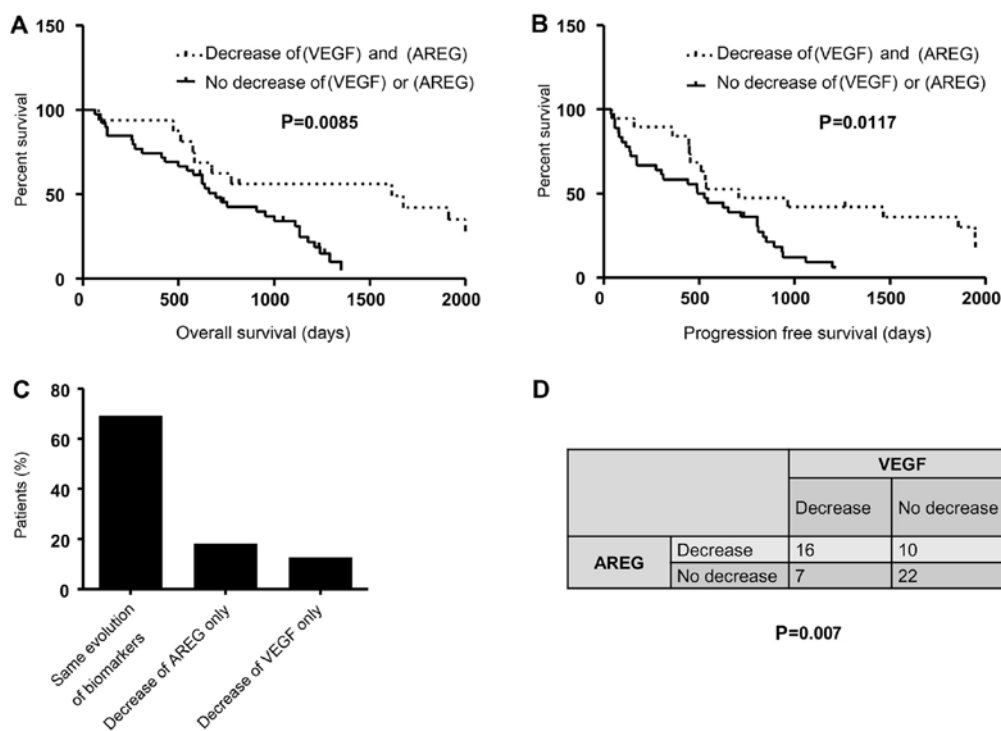 A
150
100
50
0
Percent survival
Decrease of (VEGF) and (AREG)
No decrease of (VEGF) or (AREG)
P=0.0085
0 500 1000 1500 2000
Overall survival (days)
B
150
100
50
0
Percent survival
Decrease of (VEGF) and (AREG)
No decrease of (VEGF) or (AREG)
P=0.0117
0 500 1000 1500 2000
Progression free survival (days)
C
80
60
40
20
0
Patients (%)
Same evolution
of biomarkers
Decrease of AREG only
Decrease of VEGF only
D
VEGF
Decrease No decrease
AREG Decrease 16 10
No decrease 7 22
P=0.007